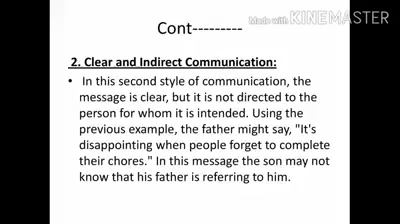 Made with KINEMASTER
Cont---------
2. Clear and Indirect Communication:
• In this second style of communication, the
message is clear, but it is not directed to the
person for whom it is intended. Using the
previous example, the father might say, "It's
disappointing when people forget to complete
their chores." In this message the son may not
know that his father is referring to him.